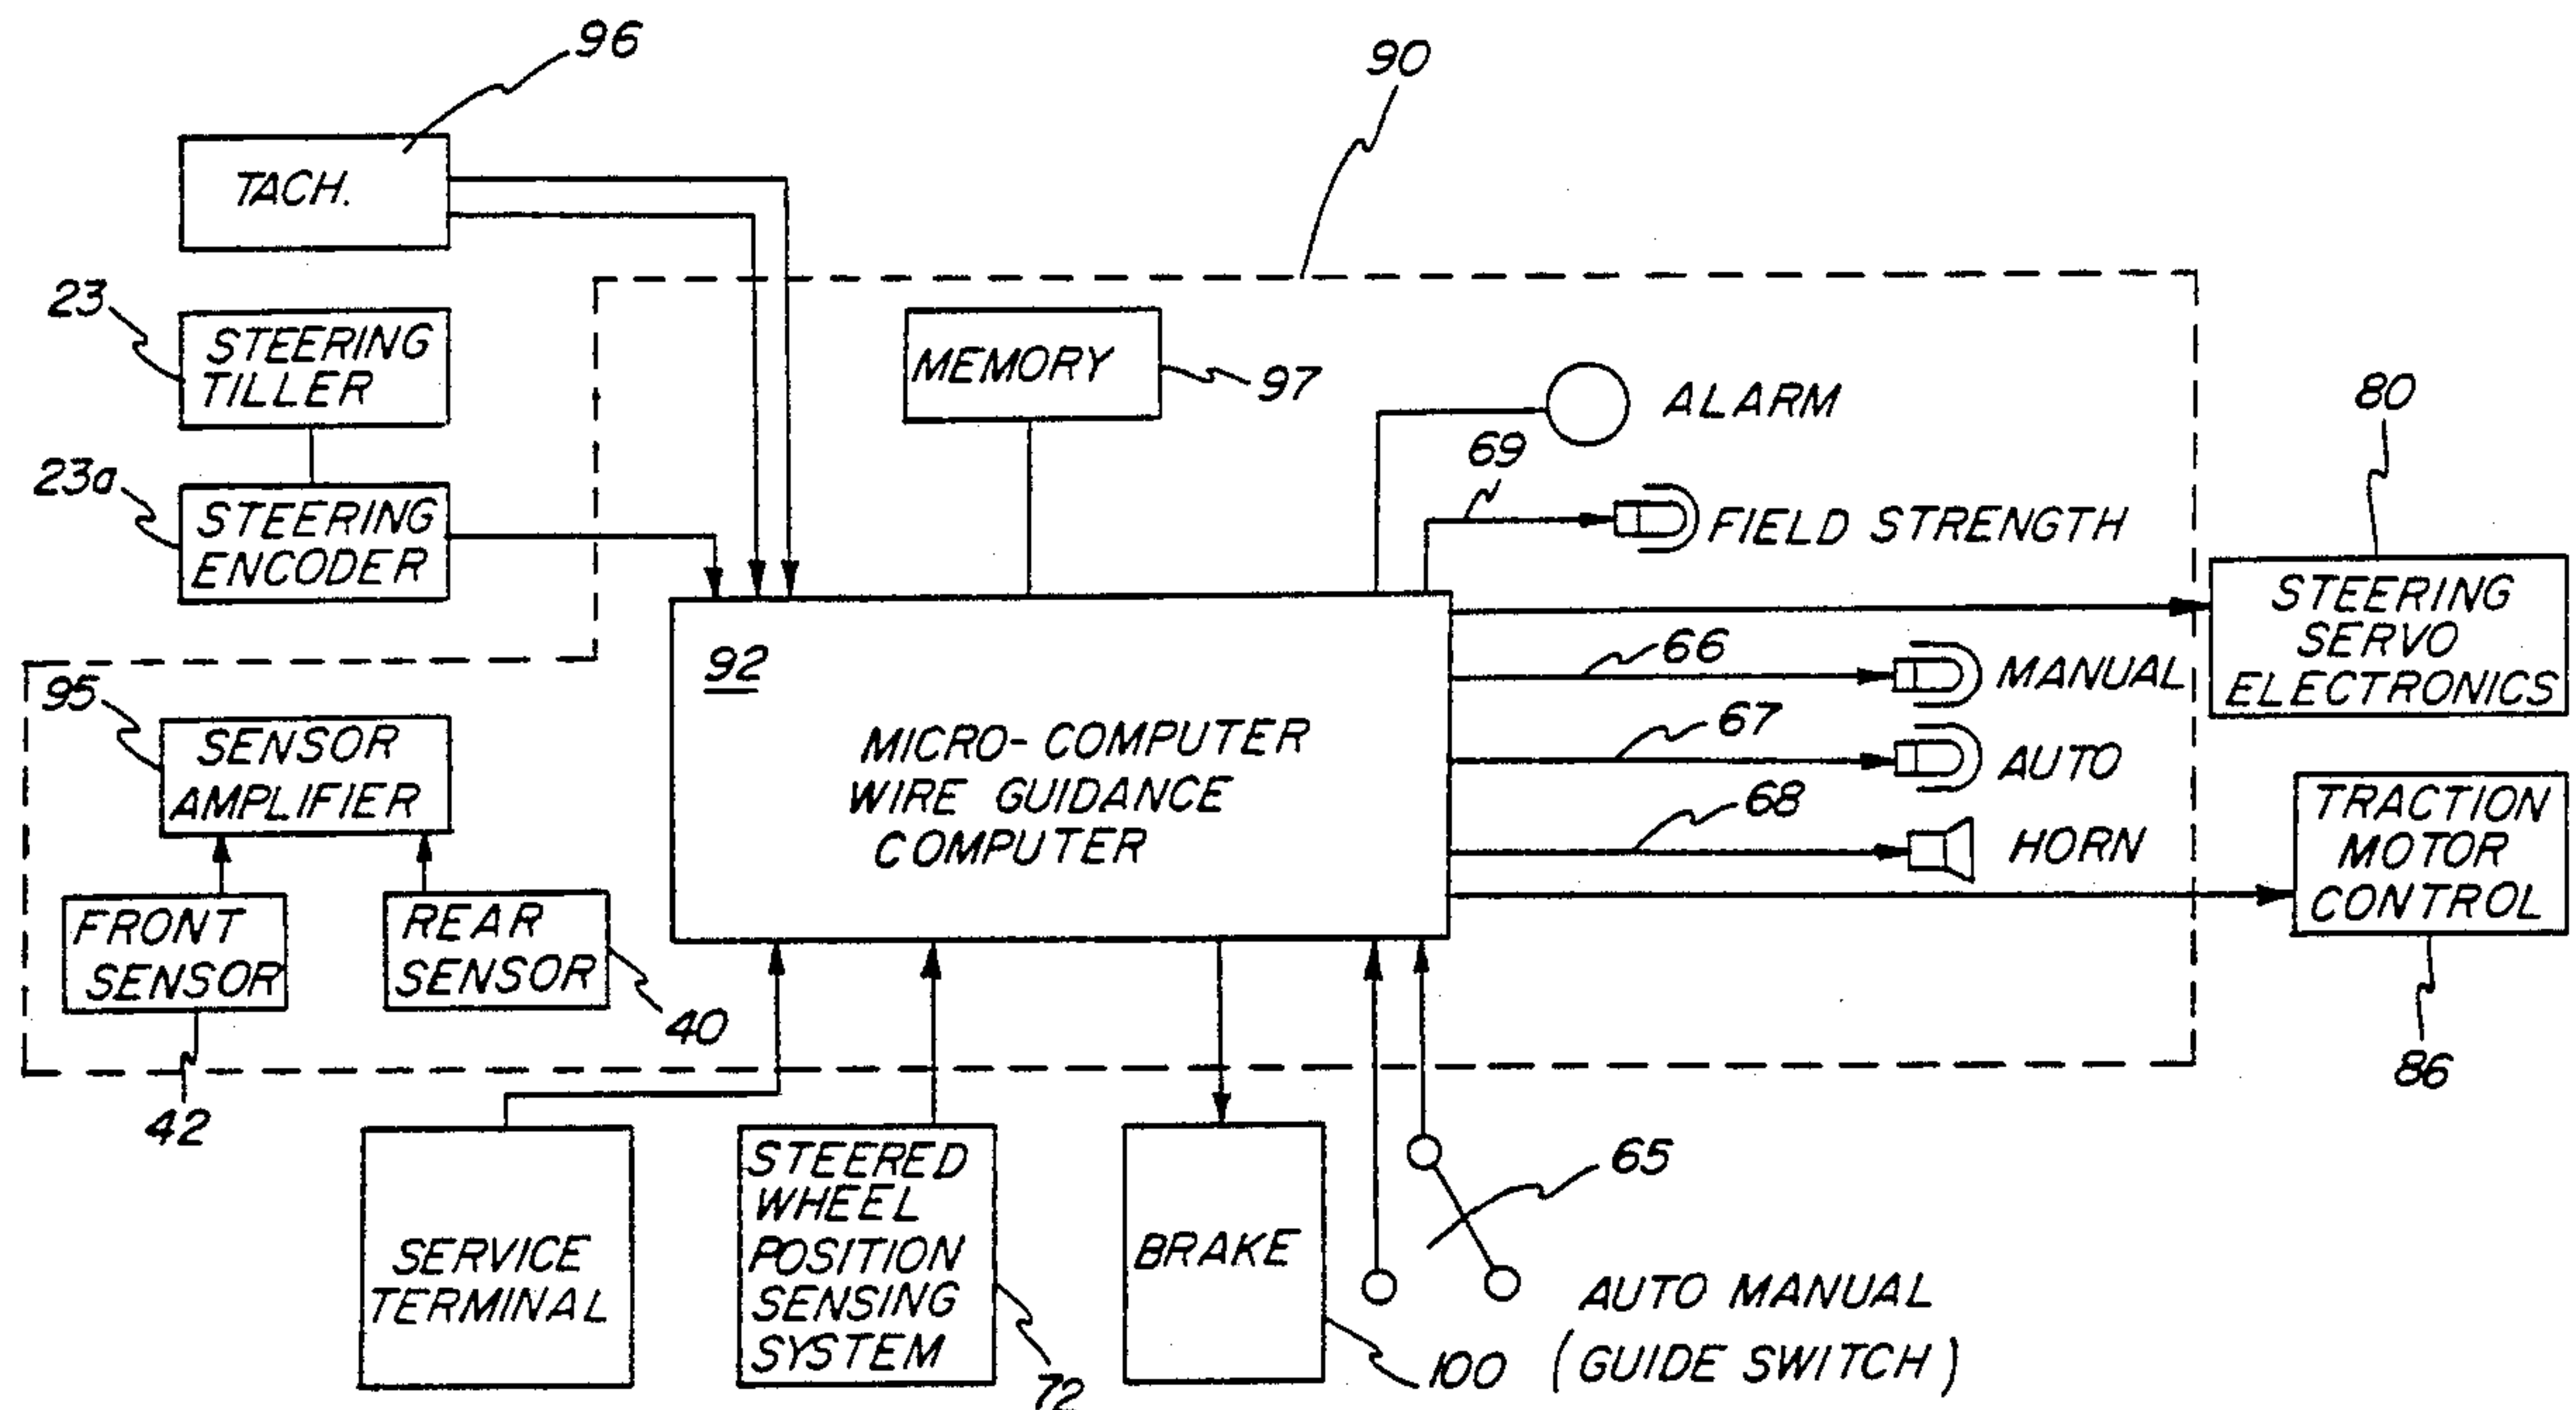 96
90
TACH.
23
STEERING
TILLER
MEMORY
97
ALARM
80
69
23a
STEERING
ENCODER
FIELD STRENGTH
STEERING
SERVO
ELECTRONICS
92
66
MANUAL
95
SENSOR
AMPLIFIER
MICRO-COMPUTER
WIRE GUIDANCE
COMPUTER
67
AUTO
68
HORN
TRACTION
MOTOR
CONTROL
FRONT
SENSOR
REAR
SENSOR
40
42
86
SERVICE
TERMINAL
STEERED
WHEEL
POSITION
SENSING
SYSTEM
72
BRAKE
100
65
AUTO MANUAL
(GUIDE SWITCH)